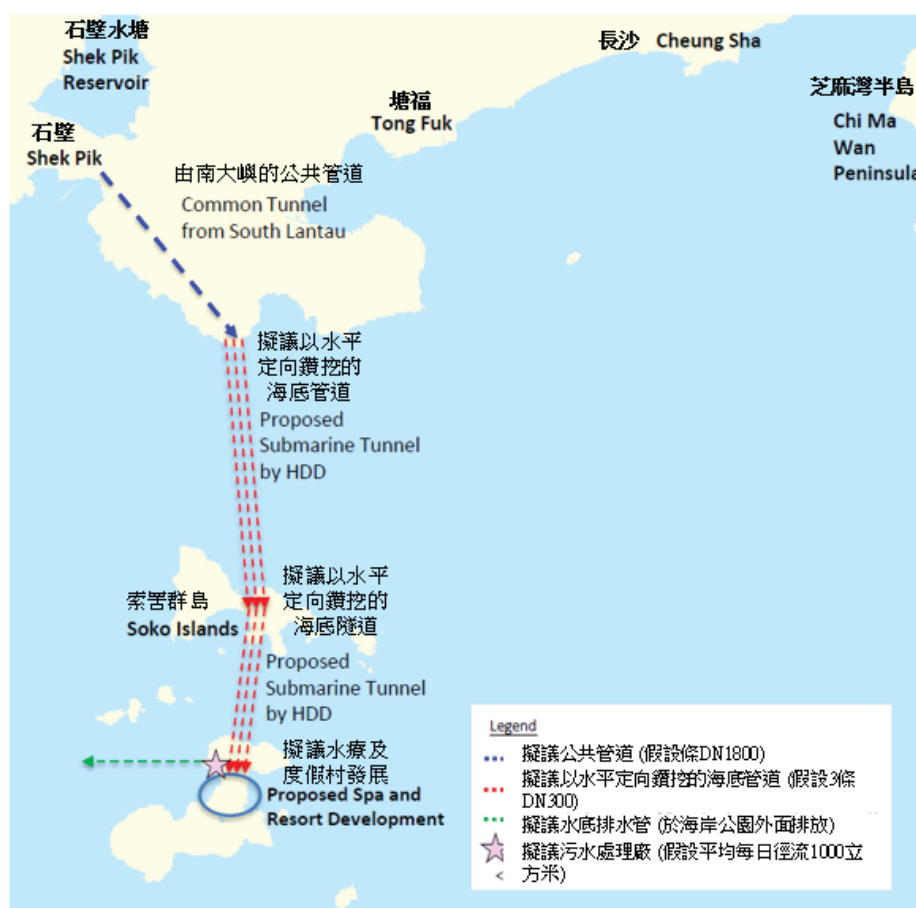 石壁水塘
Shek Pik
Reservoir
長沙 Cheung Sha
芝麻灣半島
Chi Ma
Wan
Peninsula
塘福
Tong Fuk
石壁
Shek Pik
由南大嶼的公共管道
Common Tunnel
from South Lantau
擬議以水平
定向鑽挖的
海底管道
Proposed
Submarine Tunnel
by HDD
索罟群島
Soko Islands
擬議以水平
定向鑽挖的
海底隧道
Proposed
Submarine Tunnel
by HDD
擬議水療及
度假村發展
Proposed Spa and
Resort Development
Legend
擬議公共管道 (假設條DN1800)
擬議以水平定向鑽挖的海底管道 (假設3條
DN300)
擬議水底排水管 (於海岸公園外面排放)
擬議污水處理廠 (假設平均每日徑流1000立
方米)
<